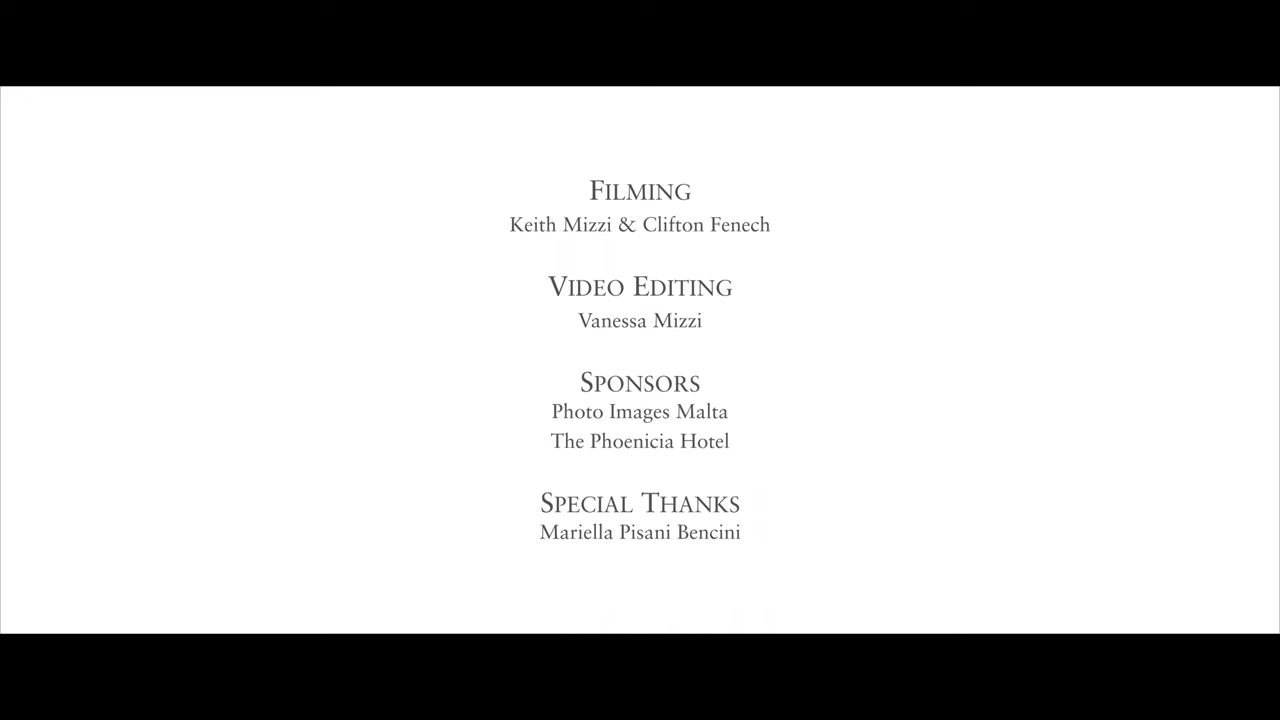 FILMING
Keith Mizzi & Clifton Fenech
VIDEO EDITING
Vanessa Mizzi
SPONSORS
Photo Images Malta
The Phoenicia Hotel
SPECIAL THANKS
Mariella Pisani Bencini